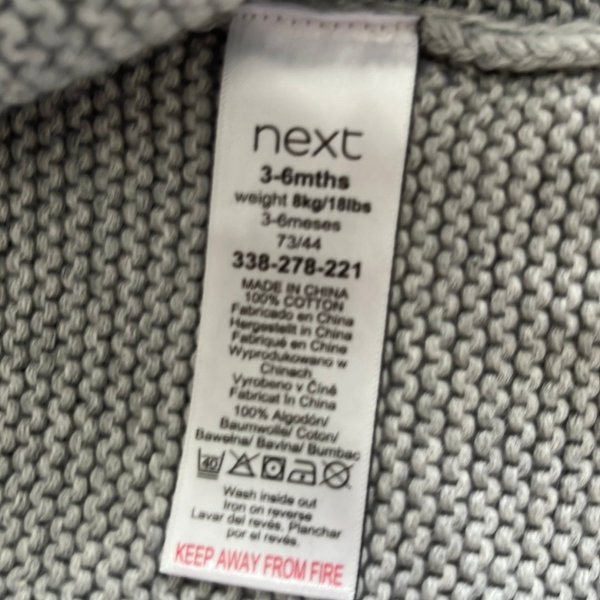 next
3-6mths
weight 8kg/18lbs
3-6meses
73/44
338-278-221
MADE IN CHINA
100% COTTON
Fabricado en China
Hergestellt in China
Fabriqué en Chine
Wyprodukowano w
Chinach
Vyrobeno v Číně
Fabricat în China
100% Algodón/
Baumwolle/ Coton/
Bawełna/ Bavlna/ Bumbac
40
Wash inside out
Iron on reverse
Lavar del revés. Planchar
por el revés.
KEEP AWAY FROM FIRE